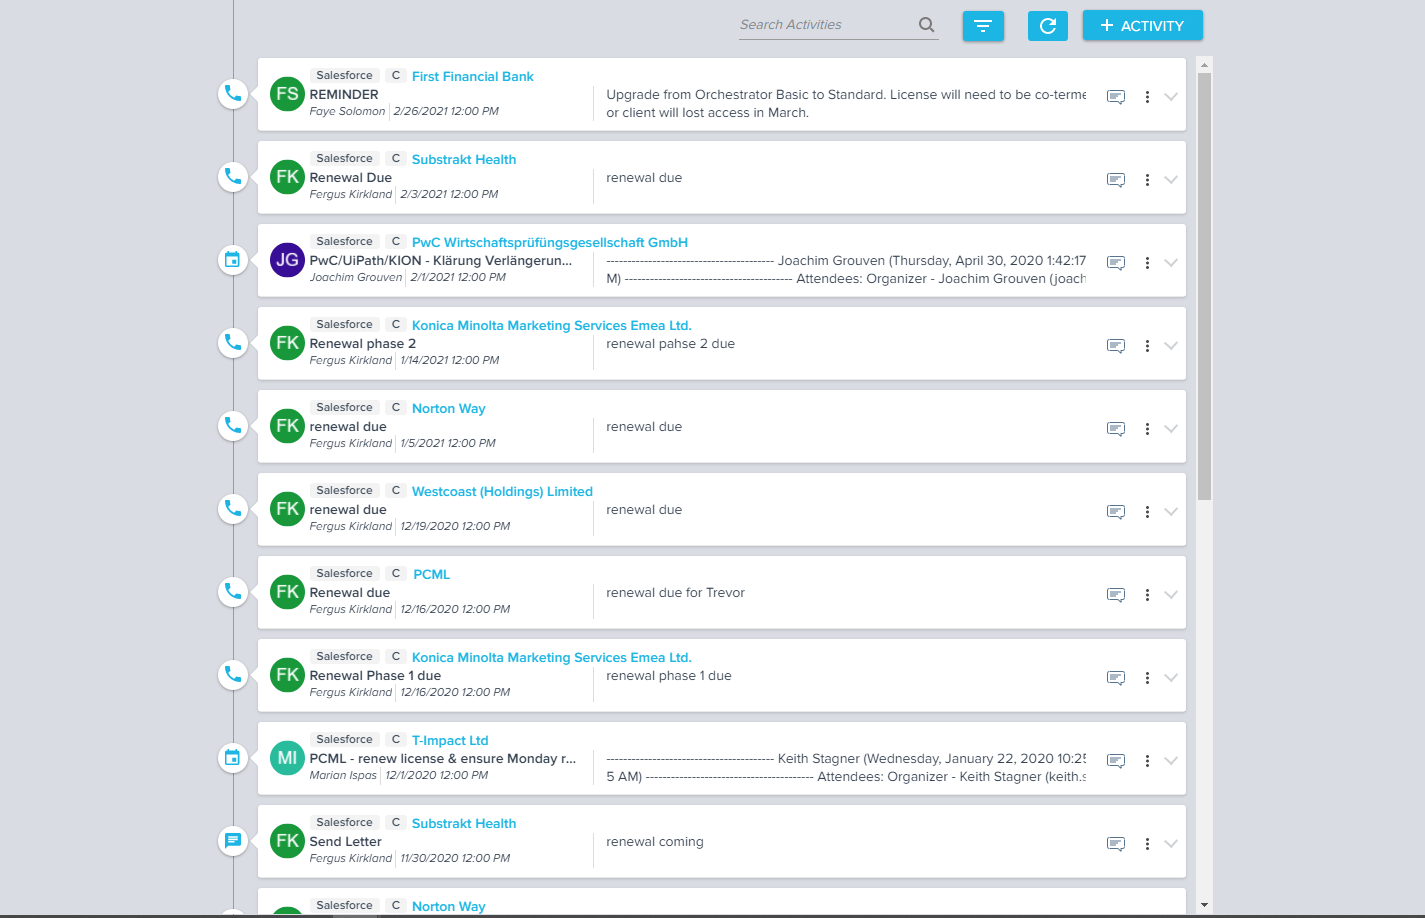 Search Activities
+ ACTIVITY
Salesforce C First Financial Bank
FS REMINDER
Faye Solomon 2/26/2021 12:00 PM
Upgrade from Orchestrator Basic to Standard. License will need to be co-terme
or client will lost access in March.
Salesforce C Substrakt Health
FK Renewal Due
Fergus Kirkland 2/3/2021 12:00 PM
renewal due
Salesforce C PwC Wirtschaftsprüfüngsgesellschaft GmbH
JG PwC/UiPath/KION - Klärung Verlängerun...
Joachim Grouven 2/1/2021 12:00 PM
---------------------------------------- Joachim Grouven (Thursday, April 30, 2020 1:42:17
M) ---------------------------------------- Attendees: Organizer - Joachim Grouven (joach
Salesforce C Konica Minolta Marketing Services Emea Ltd.
FK Renewal phase 2
Fergus Kirkland 1/14/2021 12:00 PM
renewal pahse 2 due
Salesforce C Norton Way
FK renewal due
Fergus Kirkland 1/5/2021 12:00 PM
renewal due
Salesforce C Westcoast (Holdings) Limited
FK renewal due
Fergus Kirkland 12/19/2020 12:00 PM
renewal due
Salesforce C PCML
FK Renewal due
Fergus Kirkland 12/16/2020 12:00 PM
renewal due for Trevor
Salesforce C Konica Minolta Marketing Services Emea Ltd.
FK Renewal Phase 1 due
Fergus Kirkland 12/16/2020 12:00 PM
renewal phase 1 due
Salesforce C T-Impact Ltd
MI PCML - renew license & ensure Monday r...
Marian Ispas 12/1/2020 12:00 PM
---------------------------------------- Keith Stagner (Wednesday, January 22, 2020 10:25
5 AM) ---------------------------------------- Attendees: Organizer - Keith Stagner (keith.s
Salesforce C Substrakt Health
FK Send Letter
Fergus Kirkland 11/30/2020 12:00 PM
renewal coming
Salesforce C Norton Way